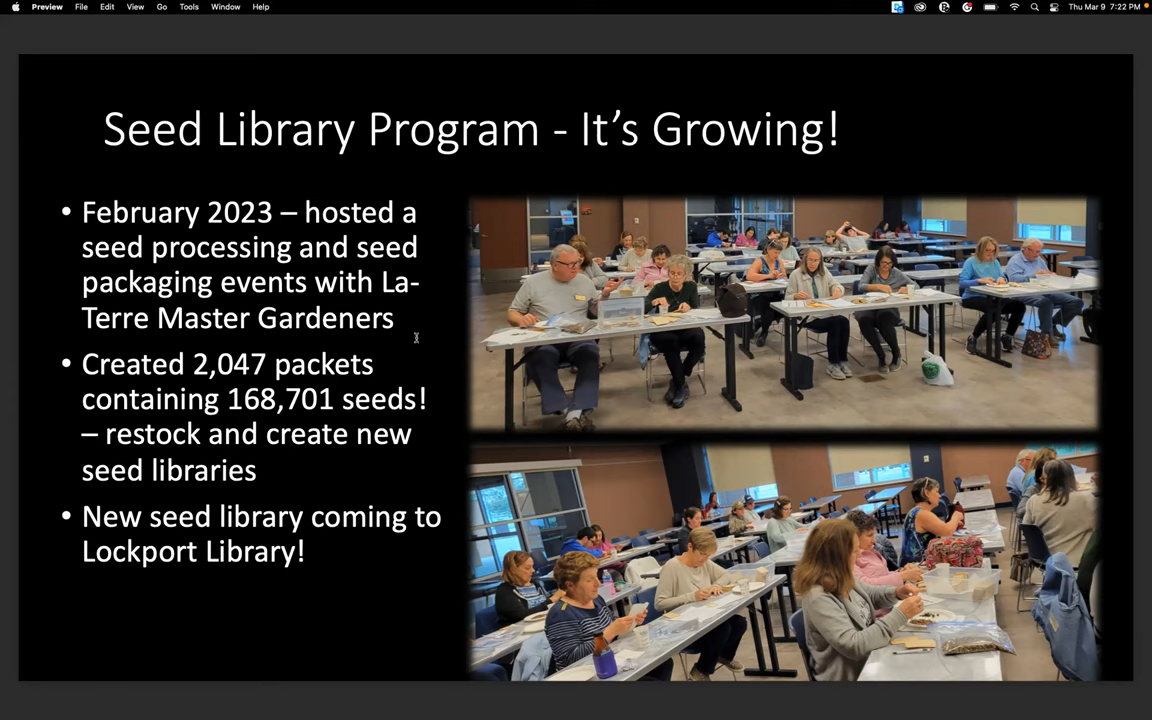 Preview File Edit View Go Tools Window Help Thu Mar 9 7:22 PM
Seed Library Program - It’s Growing!
• February 2023 – hosted a
seed processing and seed
packaging events with La-
Terre Master Gardeners
• Created 2,047 packets
containing 168,701 seeds!
– restock and create new
seed libraries
• New seed library coming to
Lockport Library!